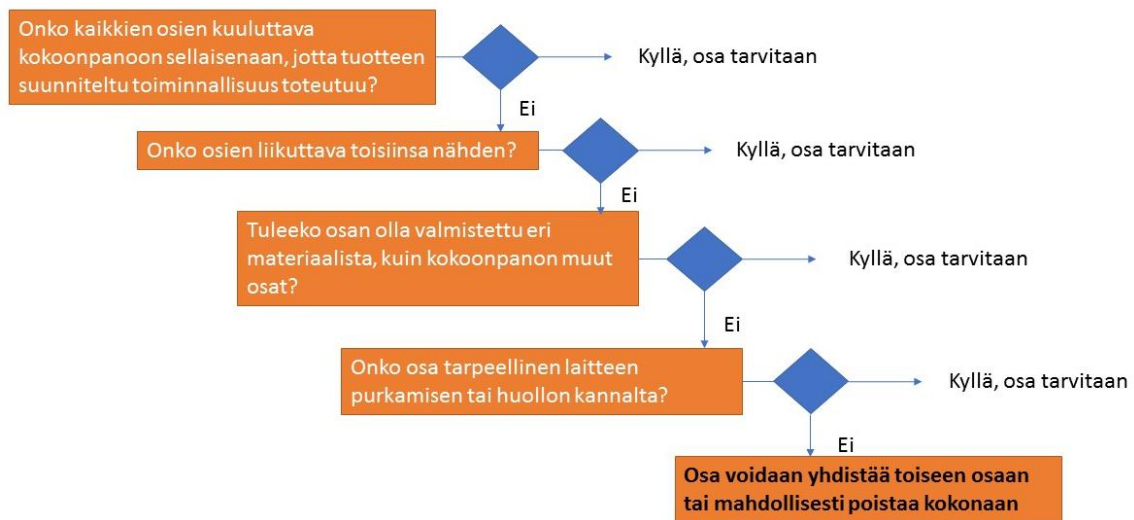 Onko kaikkien osien kuuluttava
kokoonpanoon sellaisenaan, jotta tuotteen
suunniteltu toiminnallisuus toteutuu?
Kyllä, osa tarvitaan
Ei
Onko osien liikuttava toisiinsa nähden?
Kyllä, osa tarvitaan
Ei
Tuleeko osan olla valmistettu eri
materiaalista, kuin kokoonpanon muut
osat?
Kyllä, osa tarvitaan
Ei
Onko osa tarpeellinen laitteen
purkamisen tai huollon kannalta?
Kyllä, osa tarvitaan
Ei
Osa voidaan yhdistää toiseen osaan
tai mahdollisesti poistaa kokonaan